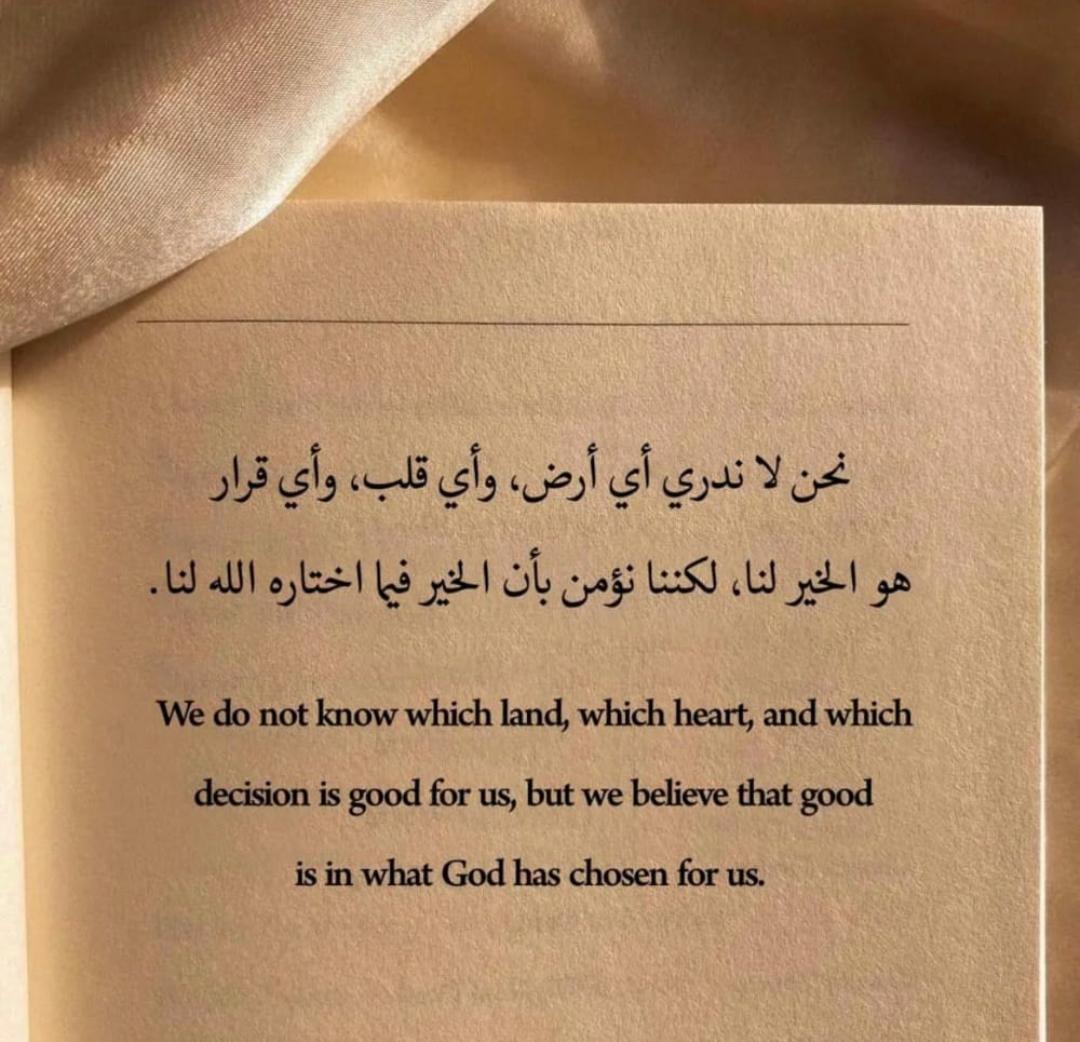 نحن لا ندري أي أرض، وأي قلب، وأي قرار
هو الخير لنا، لكننا نؤمن بأن الخير فيما اختاره الله لنا.
We do not know which land, which heart, and which
decision is good for us, but we believe that good
is in what God has chosen for us.